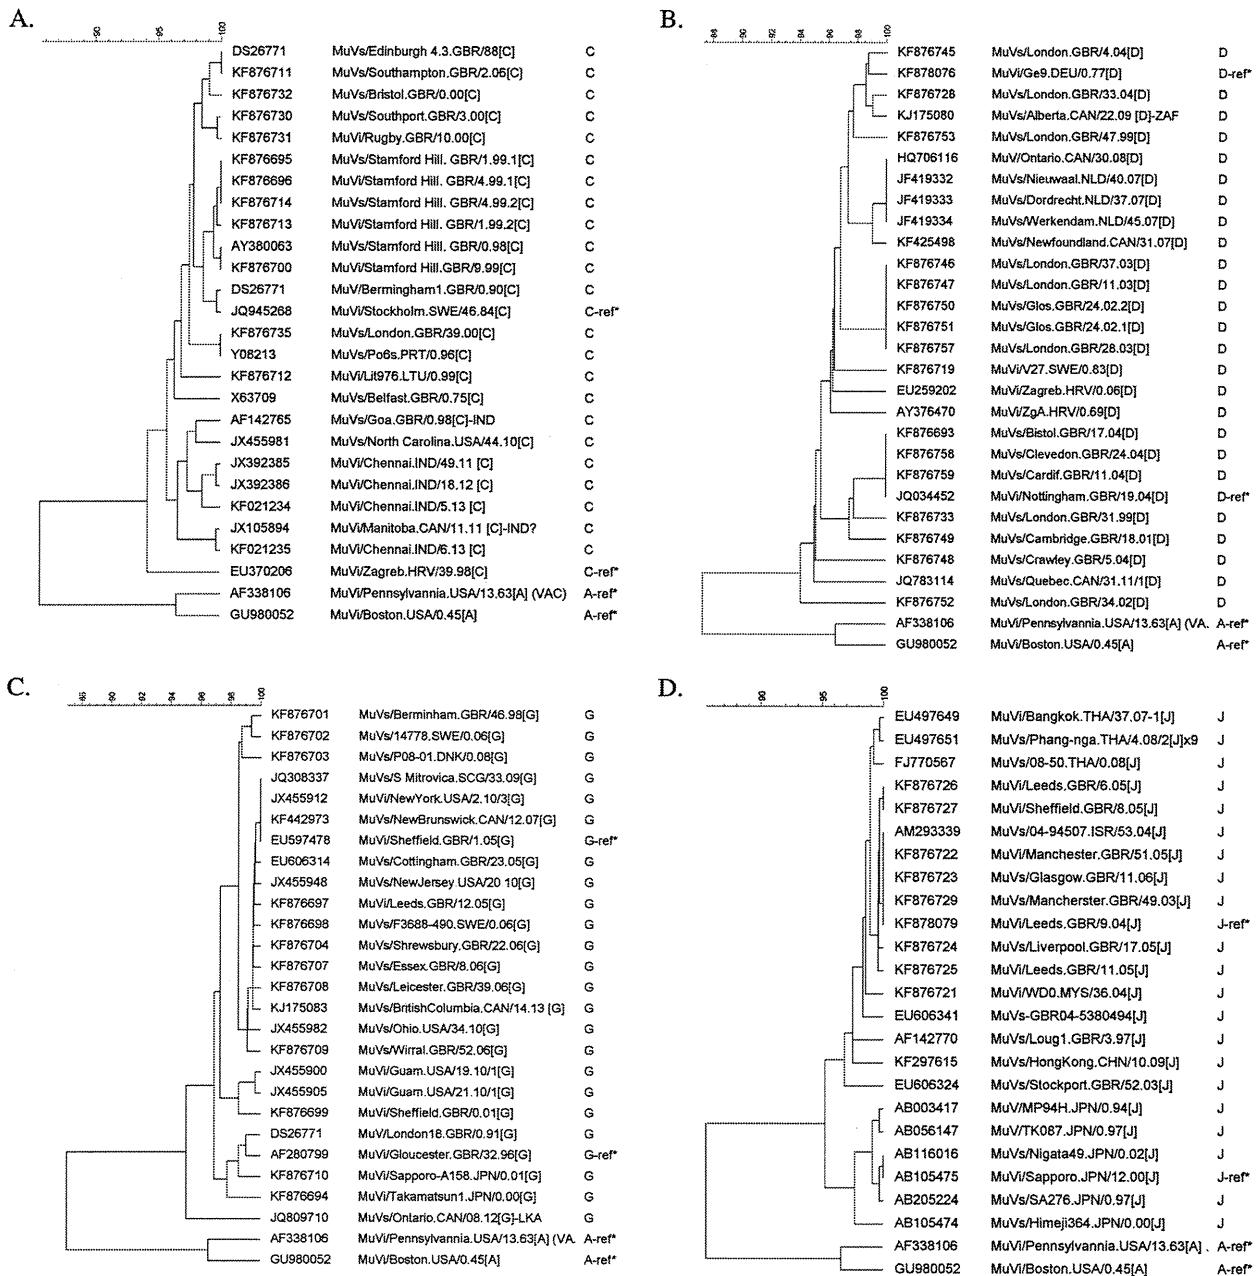 A.
90 95 100
DS26771 MuVs/Edinburgh 4.3.GBR/88[C] C
KF876711 MuVs/Southampton.GBR/2.06[C] C
KF876732 MuVs/Bristol.GBR/0.00[C] C
KF876730 MuVs/Southport.GBR/3.00[C] C
KF876731 MuVi/Rugby.GBR/10.00[C] C
KF876695 MuVs/Stamford Hill. GBR/1.99.1[C] C
KF876696 MuVi/Stamford Hill. GBR/4.99.1[C] C
KF876714 MuVs/Stamford Hill. GBR/4.99.2[C] C
KF876713 MuVi/Stamford Hill. GBR/1.99.2[C] C
AY380063 MuVs/Stamford Hill. GBR/0.98[C] C
KF876700 MuVi/Stamford Hill.GBR/9.99[C] C
DS26771 MuV/Bermingham1.GBR/0.90[C] C
JQ945268 MuVi/Stockholm.SWE/46.84[C] C-ref*
KF876735 MuVs/London.GBR/39.00[C] C
Y08213 MuVs/Po6s.PRT/0.96[C] C
KF876712 MuVi/Lit976.LTU/0.99[C] C
X63709 MuVs/Belfast.GBR/0.75[C] C
AF142765 MuVs/Goa.GBR/0.98[C]-IND C
JX455981 MuVs/North Carolina.USA/44.10[C] C
JX392385 MuVi/Chennai.IND/49.11 [C] C
JX392386 MuVi/Chennai.IND/18.12 [C] C
KF021234 MuVi/Chennai.IND/5.13 [C] C
JX105894 MuVi/Manitoba.CAN/11.11 [C]-IND? C
KF021235 MuVi/Chennai.IND/6.13 [C] C
EU370206 MuVi/Zagreb.HRV/39.98[C] C-ref*
AF338106 MuVi/Pennsylvannia.USA/13.63[A] (VAC) A-ref*
GU980052 MuVi/Boston.USA/0.45[A] A-ref*
B.
88 90 92 94 96 98 100
KF876745 MuVs/London.GBR/4.04[D] D
KF878076 MuVi/Ge9.DEU/0.77[D] D-ref*
KF876728 MuVs/London.GBR/33.04[D] D
KJ175080 MuVs/Alberta.CAN/22.09 [D]-ZAF D
KF876753 MuVs/London.GBR/47.99[D] D
HQ706116 MuV/Ontario.CAN/30.08[D] D
JF419332 MuVs/Nieuwaal.NLD/40.07[D] D
JF419333 MuVs/Dordrecht.NLD/37.07[D] D
JF419334 MuVs/Werkendam.NLD/45.07[D] D
KF425498 MuVs/Newfoundland.CAN/31.07[D] D
KF876746 MuVs/London.GBR/37.03[D] D
KF876747 MuVs/London.GBR/11.03[D] D
KF876750 MuVs/Glos.GBR/24.02.2[D] D
KF876751 MuVs/Glos.GBR/24.02.1[D] D
KF876757 MuVs/London.GBR/28.03[D] D
KF876719 MuVi/V27.SWE/0.83[D] D
EU259202 MuVi/Zagreb.HRV/0.06[D] D
AY376470 MuVi/ZgA.HRV/0.69[D] D
KF876693 MuVs/Bistol.GBR/17.04[D] D
KF876758 MuVs/Clevedon.GBR/24.04[D] D
KF876759 MuVs/Cardif.GBR/11.04[D] D
JQ034452 MuVi/Nottingham.GBR/19.04[D] D-ref*
KF876733 MuVs/London.GBR/31.99[D] D
KF876749 MuVs/Cambridge.GBR/18.01[D] D
KF876748 MuVs/Crawley.GBR/5.04[D] D
JQ783114 MuVs/Quebec.CAN/31.11/1[D] D
KF876752 MuVs/London.GBR/34.02[D] D
AF338106 MuVi/Pennsylvannia.USA/13.63[A] (VA. A-ref*
GU980052 MuVi/Boston.USA/0.45[A] A-ref*
C.
88 90 92 94 96 98 100
KF876701 MuVs/Berminham.GBR/46.98[G] G
KF876702 MuVs/14778.SWE/0.06[G] G
KF876703 MuVs/P08-01.DNK/0.08[G] G
JQ308337 MuVs/S Mitrovica.SCG/33.09[G] G
JX455912 MuVi/NewYork.USA/2.10/3[G] G
KF442973 MuVs/NewBrunswick.CAN/12.07[G] G
EU597478 MuVi/Sheffield.GBR/1.05[G] G-ref*
EU606314 MuVs/Cottingham.GBR/23.05[G] G
JX455948 MuVs/NewJersey.USA/20 10[G] G
KF876697 MuVi/Leeds.GBR/12.05[G] G
KF876698 MuVs/F3688-490.SWE/0.06[G] G
KF876704 MuVs/Shrewsbury.GBR/22.06[G] G
KF876707 MuVs/Essex.GBR/8.06[G] G
KF876708 MuVs/Leicester.GBR/39.06[G] G
KJ175083 MuVs/BritishColumbia.CAN/14.13 [G] G
JX455982 MuVs/Ohio.USA/34.10[G] G
KF876709 MuVs/Wirral.GBR/52.06[G] G
JX455900 MuVi/Guam.USA/19.10/1[G] G
JX455905 MuVi/Guam.USA/21.10/1[G] G
KF876699 MuVi/Sheffield.GBR/0.01[G] G
DS26771 MuV/London18.GBR/0.91[G] G
AF280799 MuVi/Gloucester.GBR/32.96[G] G-ref*
KF876710 MuVi/Sapporo-A158.JPN/0.01[G] G
KF876694 MuVi/Takamatsun1.JPN/0.00[G] G
JQ809710 MuVs/Ontario.CAN/08.12[G]-LKA G
AF338106 MuVi/Pennsylvannia.USA/13.63[A] (VA. A-ref*
GU980052 MuVi/Boston.USA/0.45[A] A-ref*
D.
90 95 100
EU497649 MuVi/Bangkok.THA/37.07-1[J] J
EU497651 MuVs/Phang-nga.THA/4.08/2[J]x9 J
FJ770567 MuVs/08-50.THA/0.08[J] J
KF876726 MuVi/Leeds.GBR/6.05[J] J
KF876727 MuVi/Sheffield.GBR/8.05[J] J
AM293339 MuVs/04-94507.ISR/53.04[J] J
KF876722 MuVi/Manchester.GBR/51.05[J] J
KF876723 MuVs/Glasgow.GBR/11.06[J] J
KF876729 MuVs/Mancherster.GBR/49.03[J] J
KF878079 MuVi/Leeds.GBR/9.04[J] J-ref*
KF876724 MuVs/Liverpool.GBR/17.05[J] J
KF876725 MuVi/Leeds.GBR/11.05[J] J
KF876721 MuVi/WD0.MYS/36.04[J] J
EU606341 MuVs-GBR04-5380494[J] J
AF142770 MuVs/Loug1.GBR/3.97[J] J
KF297615 MuVs/HongKong.CHN/10.09[J] J
EU606324 MuVs/Stockport.GBR/52.03[J] J
AB003417 MuV/MP94H.JPN/0.94[J] J
AB056147 MuV/TK087.JPN/0.97[J] J
AB116016 MuVs/Nigata49.JPN/0.02[J] J
AB105475 MuVi/Sapporo.JPN/12.00[J] J-ref*
AB205224 MuVs/SA276.JPN/0.97[J] J
AB105474 MuVs/Himeji364.JPN/0.00[J] J
AF338106 MuVi/Pennsylvannia.USA/13.63[A] . A-ref*
GU980052 MuVi/Boston.USA/0.45[A] A-ref*